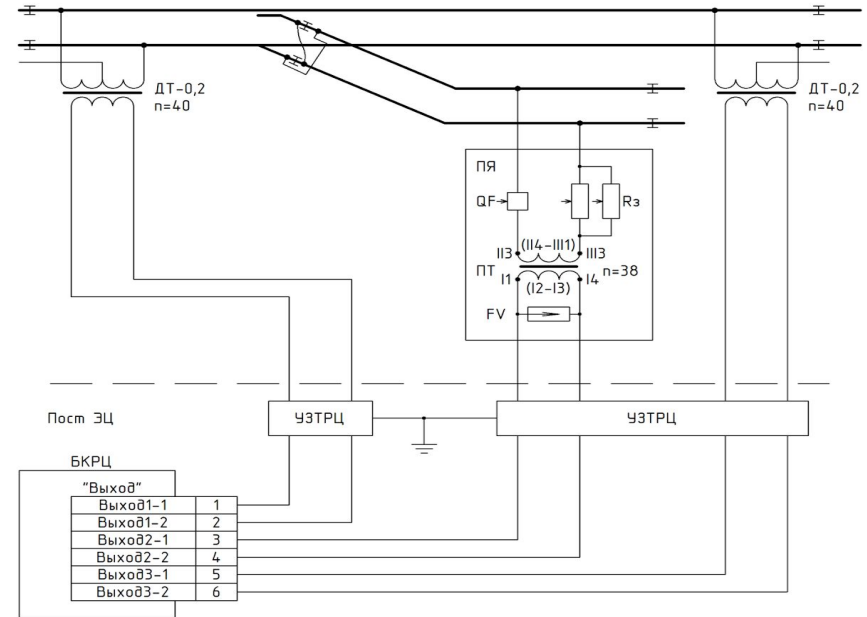 ДТ-0,2
n=40
ДТ-0,2
n=40
ПЯ
QF
Rз
II3 (II4-III1) III3
ПТ I1 (I2-I3) I4 n=38
FV
Пост ЭЦ
УЗТРЦ
УЗТРЦ
БКРЦ
"Выход"
Выход1-1 1
Выход1-2 2
Выход2-1 3
Выход2-2 4
Выход3-1 5
Выход3-2 6